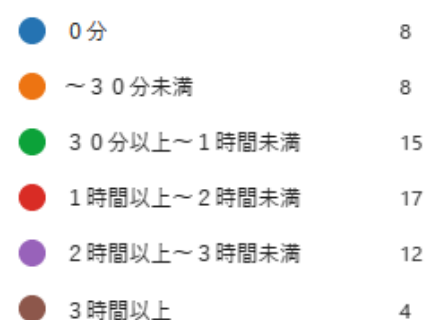 ０分 8
～３０分未満 8
３０分以上～１時間未満 15
１時間以上～２時間未満 17
２時間以上～３時間未満 12
３時間以上 4